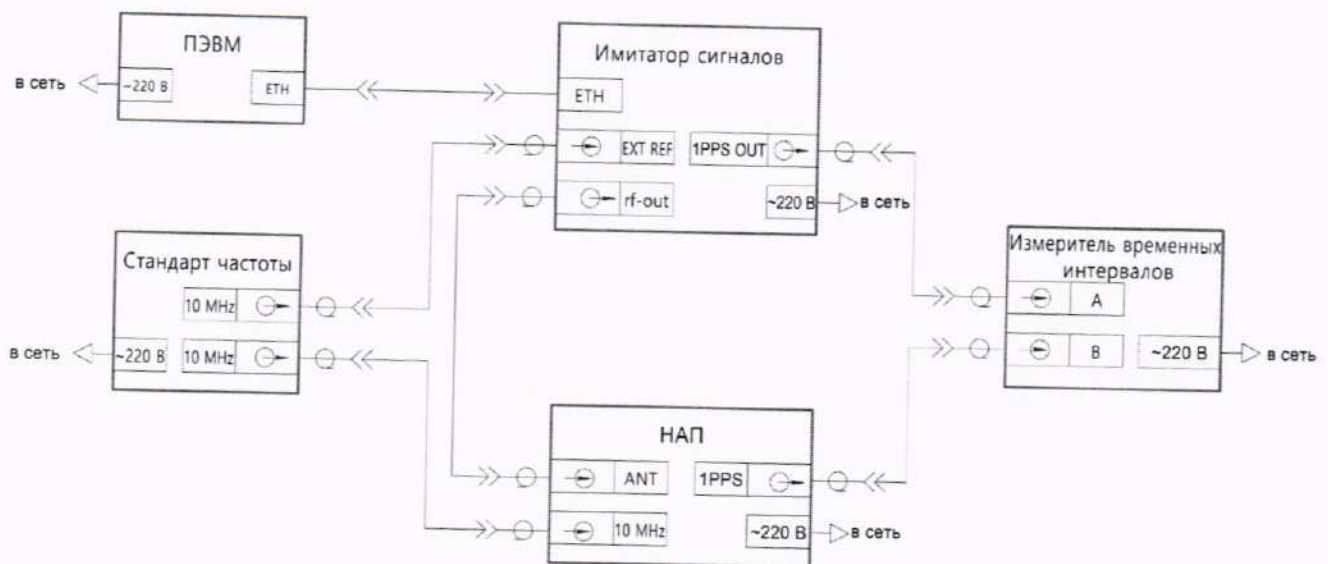 ПЭВМ
в сеть
~220 В
ETH
Имитатор сигналов
ETH
EXT REF
1PPS OUT
rf-out
~220 В
в сеть
Стандарт частоты
10 MHz
в сеть
~220 В
10 MHz
Измеритель временных
интервалов
A
B
~220 В
в сеть
НАП
ANT
1PPS
10 MHz
~220 В
в сеть